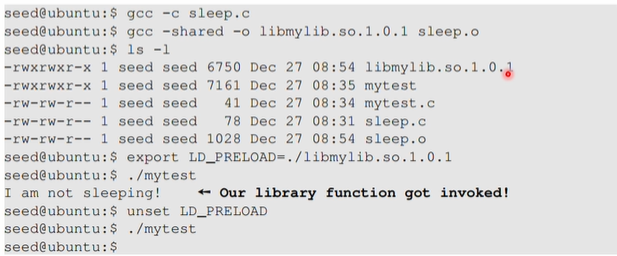 seed@ubuntu:$ gcc -c sleep.c
seed@ubuntu:$ gcc -shared -o libmylib.so.1.0.1 sleep.o
seed@ubuntu:$ ls -l
-rwxrwxr-x 1 seed seed 6750 Dec 27 08:54 libmylib.so.1.0.1
-rwxrwxr-x 1 seed seed 7161 Dec 27 08:35 mytest
-rw-rw-r-- 1 seed seed   41 Dec 27 08:34 mytest.c
-rw-rw-r-- 1 seed seed   78 Dec 27 08:31 sleep.c
-rw-rw-r-- 1 seed seed 1028 Dec 27 08:54 sleep.o
seed@ubuntu:$ export LD_PRELOAD=./libmylib.so.1.0.1
seed@ubuntu:$ ./mytest
I am not sleeping!    ← Our library function got invoked!
seed@ubuntu:$ unset LD_PRELOAD
seed@ubuntu:$ ./mytest
seed@ubuntu:$